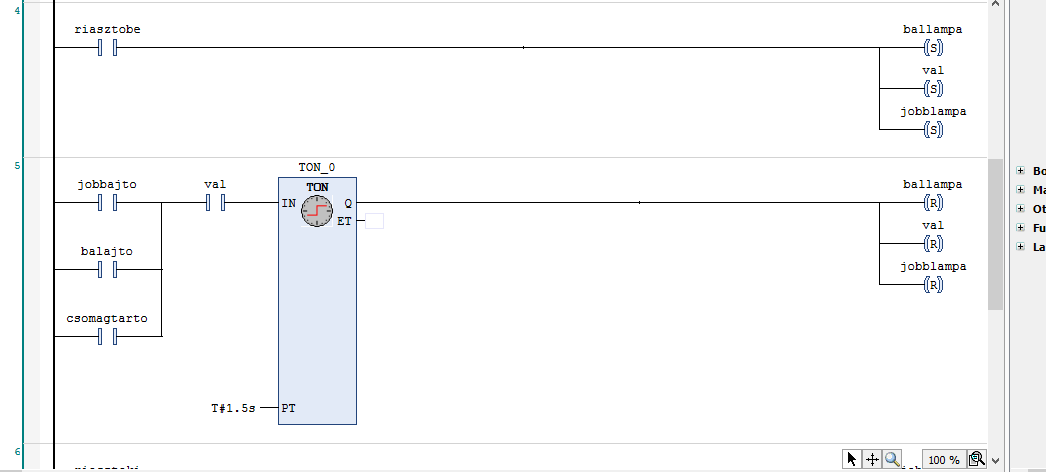 4
riasztobe
ballampa
(S)
val
(S)
jobblampa
(S)
5
TON_0
jobbajto
val
TON
ballampa
IN
Q
(R)
ET
val
(R)
balajto
jobblampa
(R)
csomagtarto
T#1.5s
PT
6
100 %
Bo
Ma
Ot
Fu
La